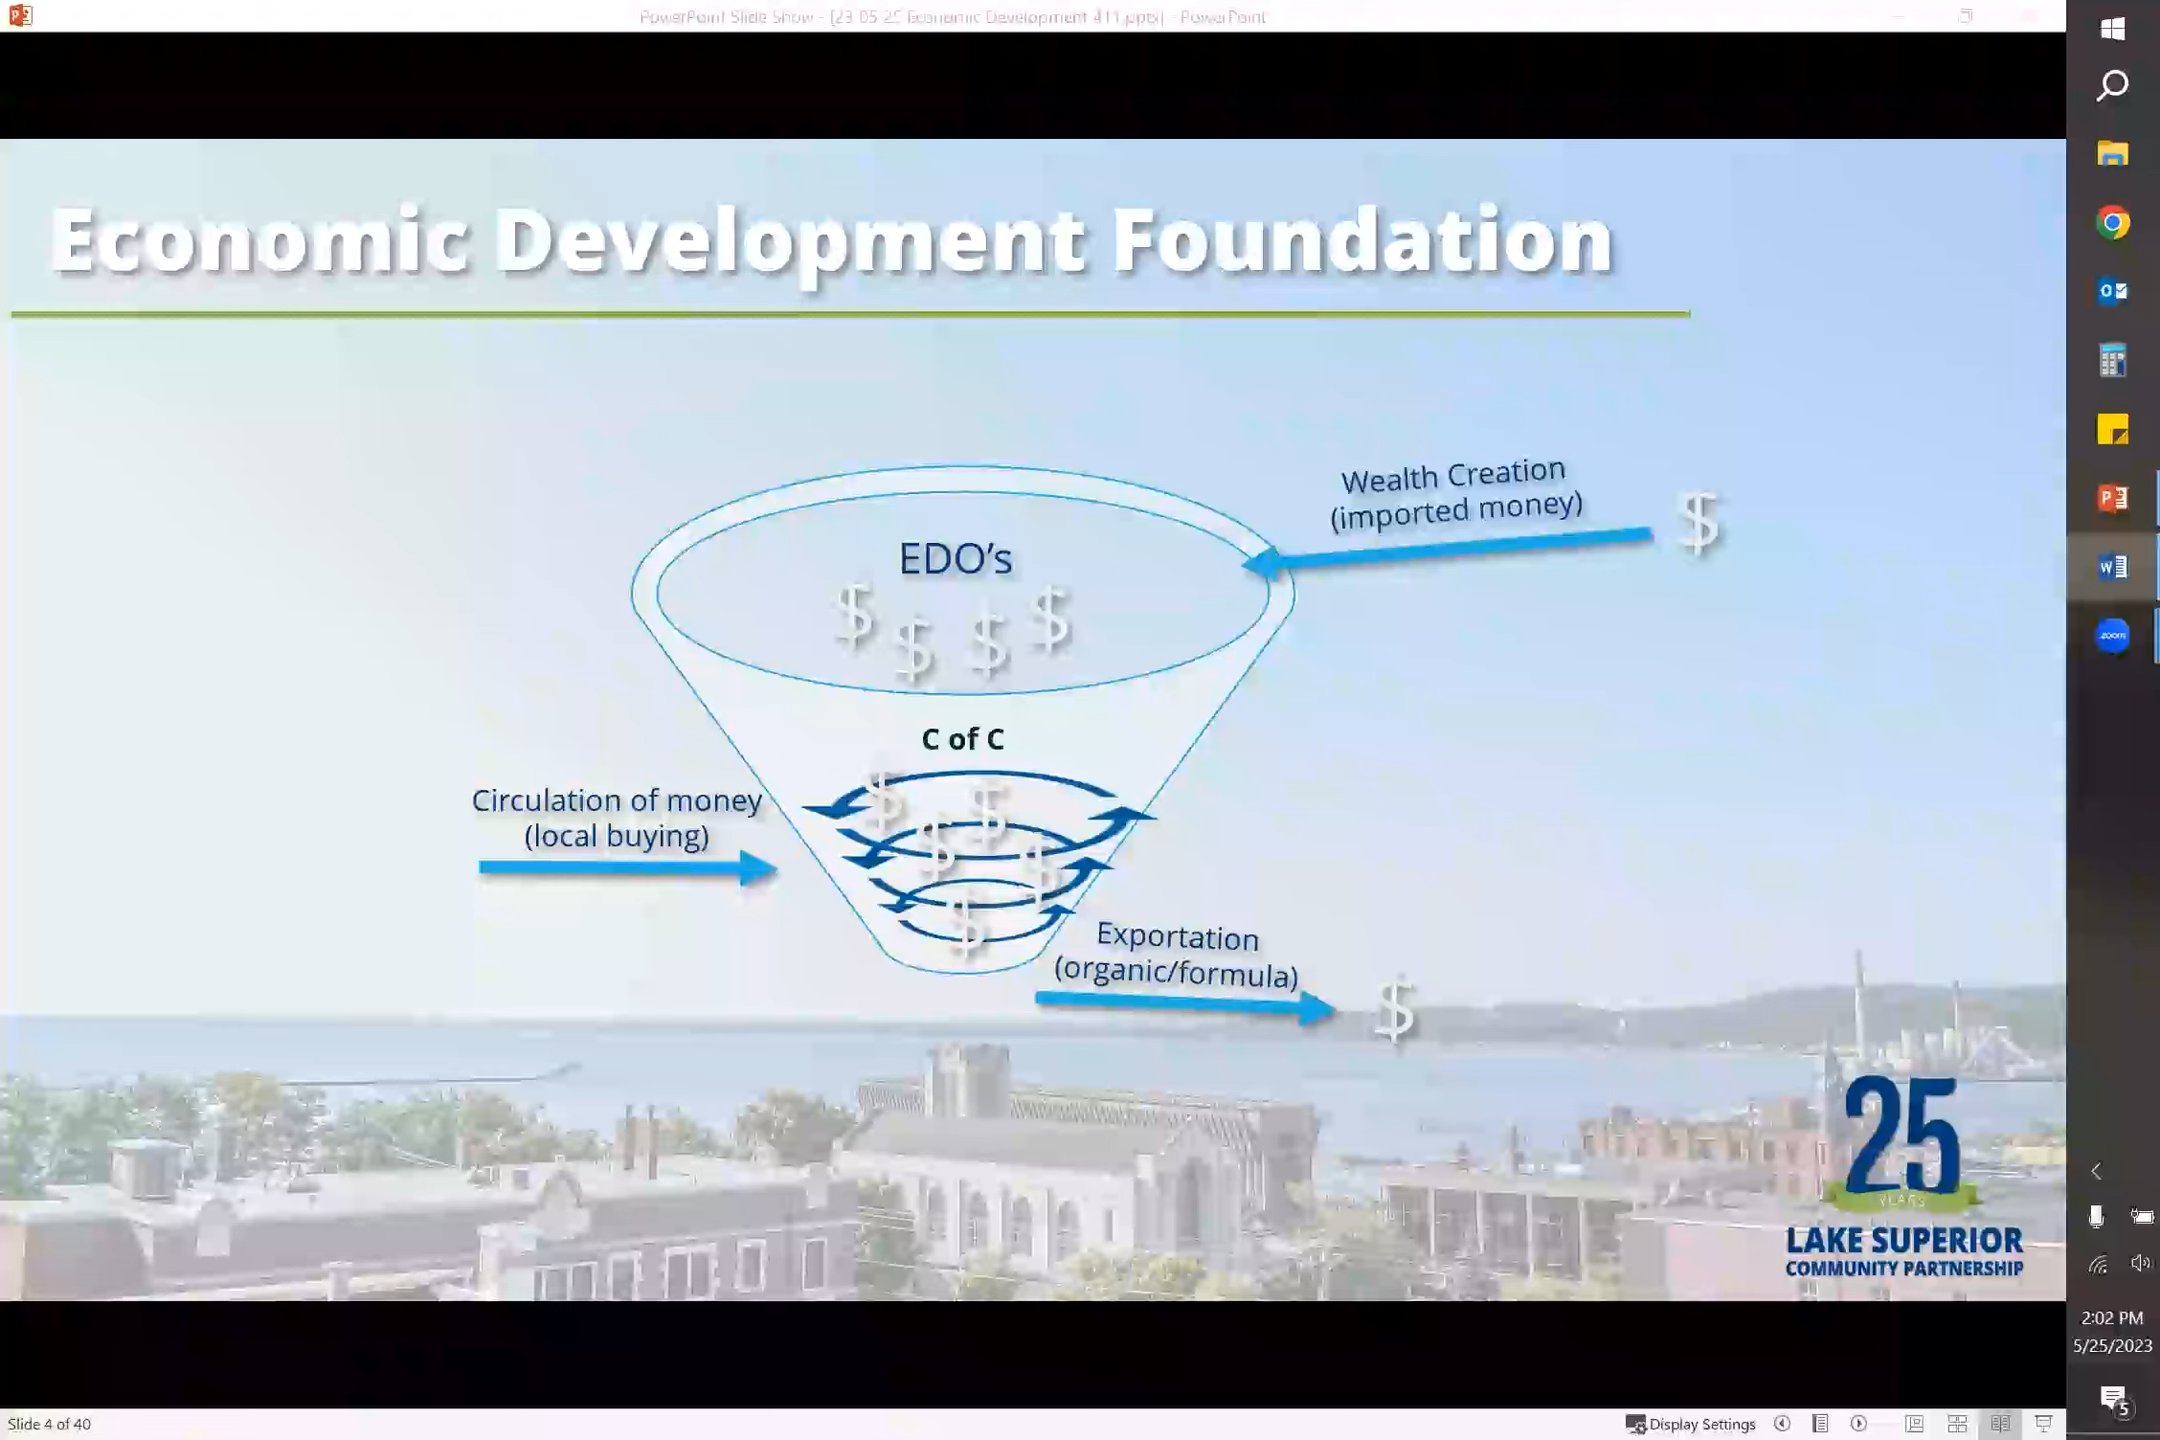 PowerPoint Slide Show - [23-05-25 Economic Development 411.pptx] - PowerPoint
Economic Development Foundation
Wealth Creation
(imported money)
$
EDO's
$ $ $ $
C of C
$ $ $ $ $
Circulation of money
(local buying)
Exportation
(organic/formula)
$
25
YEARS
LAKE SUPERIOR
COMMUNITY PARTNERSHIP
zoom
2:02 PM
5/25/2023
5
Slide 4 of 40
Display Settings